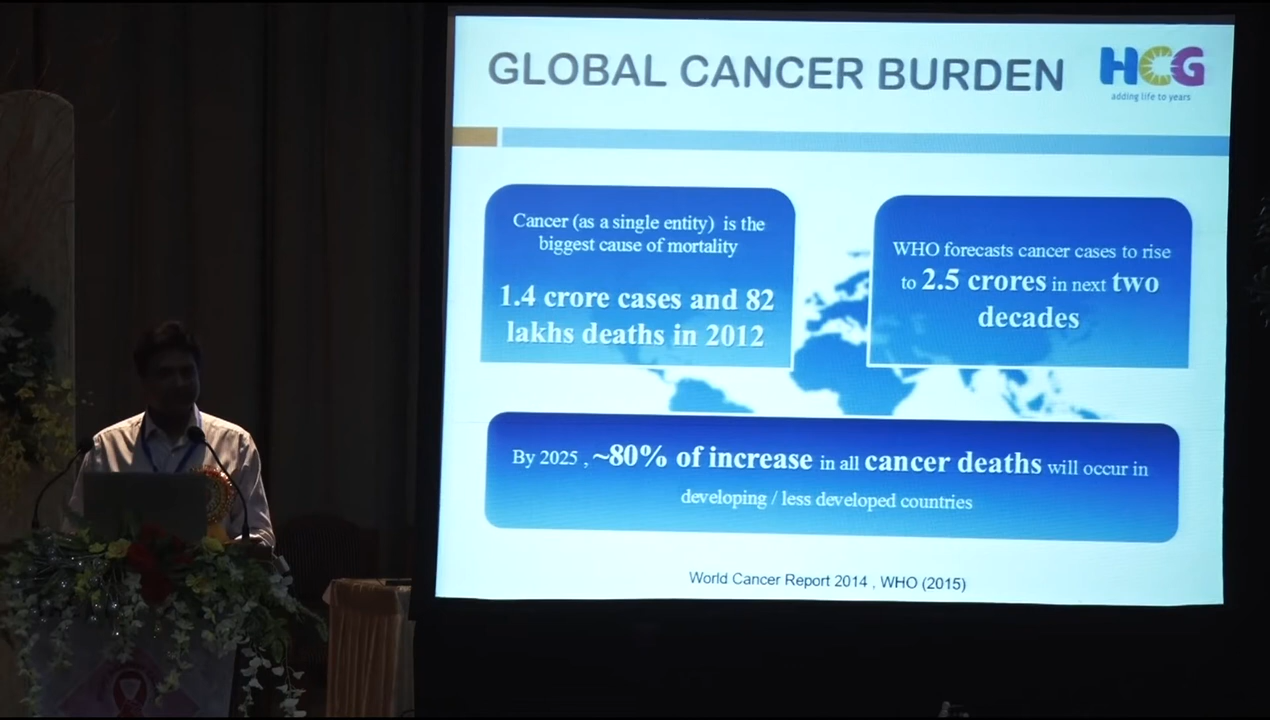 GLOBAL CANCER BURDEN
HCG
adding life to years
Cancer (as a single entity) is the
biggest cause of mortality
1.4 crore cases and 82
lakhs deaths in 2012
WHO forecasts cancer cases to rise
to 2.5 crores in next two
decades
By 2025 , ~80% of increase in all cancer deaths will occur in
developing / less developed countries
World Cancer Report 2014 , WHO (2015)